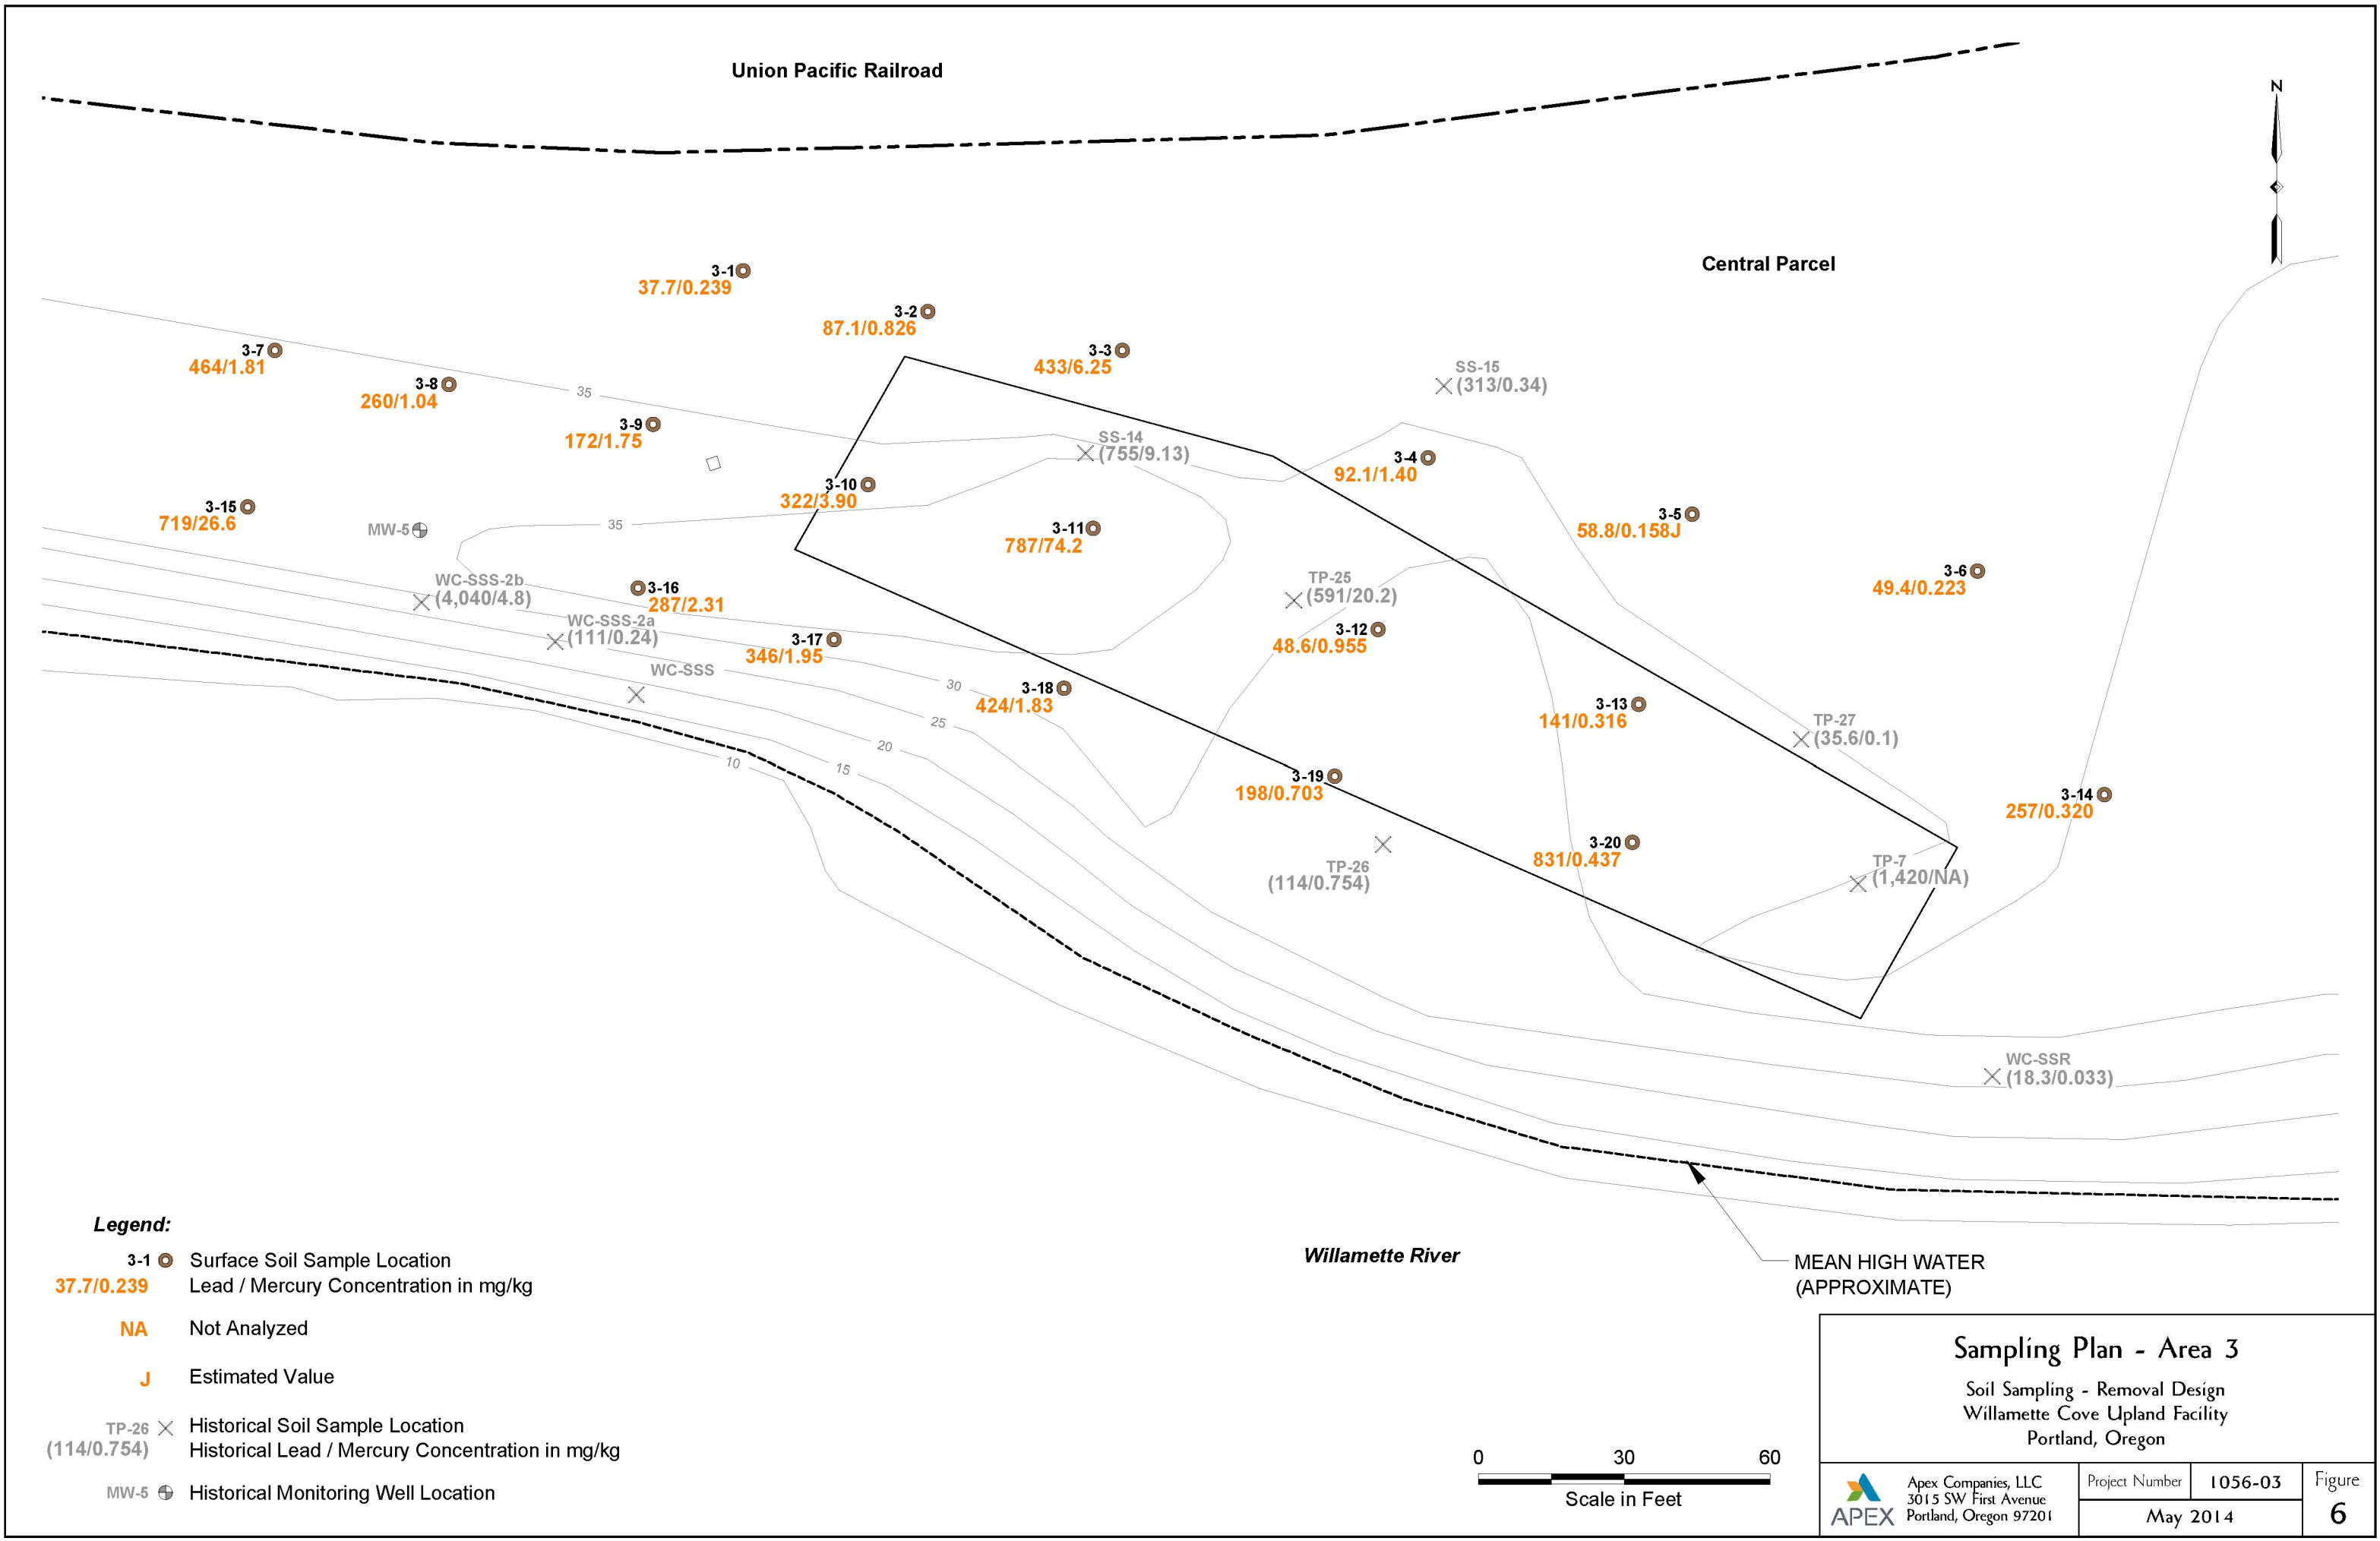 Union Pacific Railroad
N
Central Parcel
3-1
37.7/0.239
3-2
87.1/0.826
3-3
433/6.25
3-7
464/1.81
3-8
260/1.04
35
SS-15
(313/0.34)
3-9
172/1.75
SS-14
(755/9.13)
3-4
92.1/1.40
3-10
322/3.90
3-15
719/26.6
MW-5
35
3-11
787/74.2
3-5
58.8/0.158J
3-6
49.4/0.223
WC-SSS-2b
(4,040/4.8)
3-16
287/2.31
TP-25
(591/20.2)
WC-SSS-2a
(111/0.24)
3-17
346/1.95
3-12
48.6/0.955
WC-SSS
30
3-18
424/1.83
25
3-13
141/0.316
TP-27
(35.6/0.1)
20
10
15
3-19
198/0.703
3-14
257/0.320
3-20
831/0.437
TP-26
(114/0.754)
TP-7
(1,420/NA)
WC-SSR
(18.3/0.033)
Willamette River
MEAN HIGH WATER
(APPROXIMATE)
Legend:
3-1 Surface Soil Sample Location
37.7/0.239 Lead / Mercury Concentration in mg/kg
NA Not Analyzed
J Estimated Value
TP-26 Historical Soil Sample Location
(114/0.754) Historical Lead / Mercury Concentration in mg/kg
MW-5 Historical Monitoring Well Location
0 30 60
Scale in Feet
Sampling Plan - Area 3
Soil Sampling - Removal Design
Willamette Cove Upland Facility
Portland, Oregon
APEX
Apex Companies, LLC
3015 SW First Avenue
Portland, Oregon 97201
Project Number 1056-03
May 2014
Figure
6